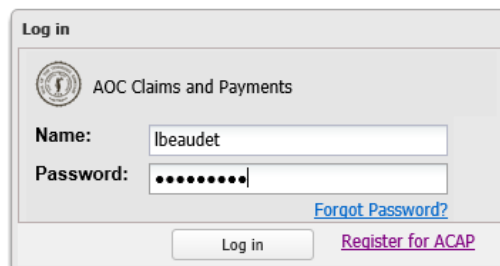 Log in
AOC Claims and Payments
Name: lbeaudet
Password: •••••••••
Forgot Password?
Log in Register for ACAP